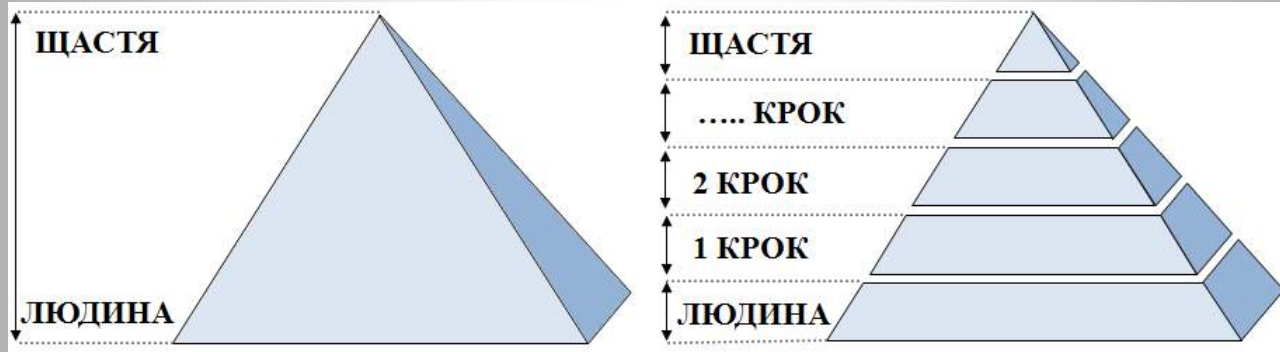 ЩАСТЯ
ЛЮДИНА
ЩАСТЯ
….. КРОК
2 КРОК
1 КРОК
ЛЮДИНА